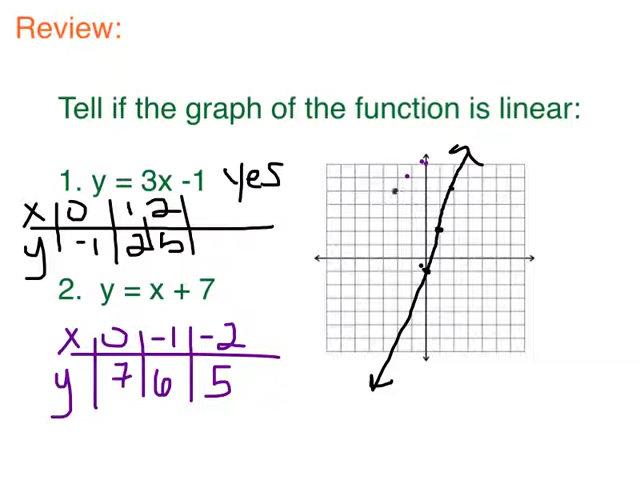 Review:
Tell if the graph of the function is linear:
1. y = 3x -1 yes
x 0 1 2
y -1 2 5
2. y = x + 7
x 0 -1 -2
y 7 6 5